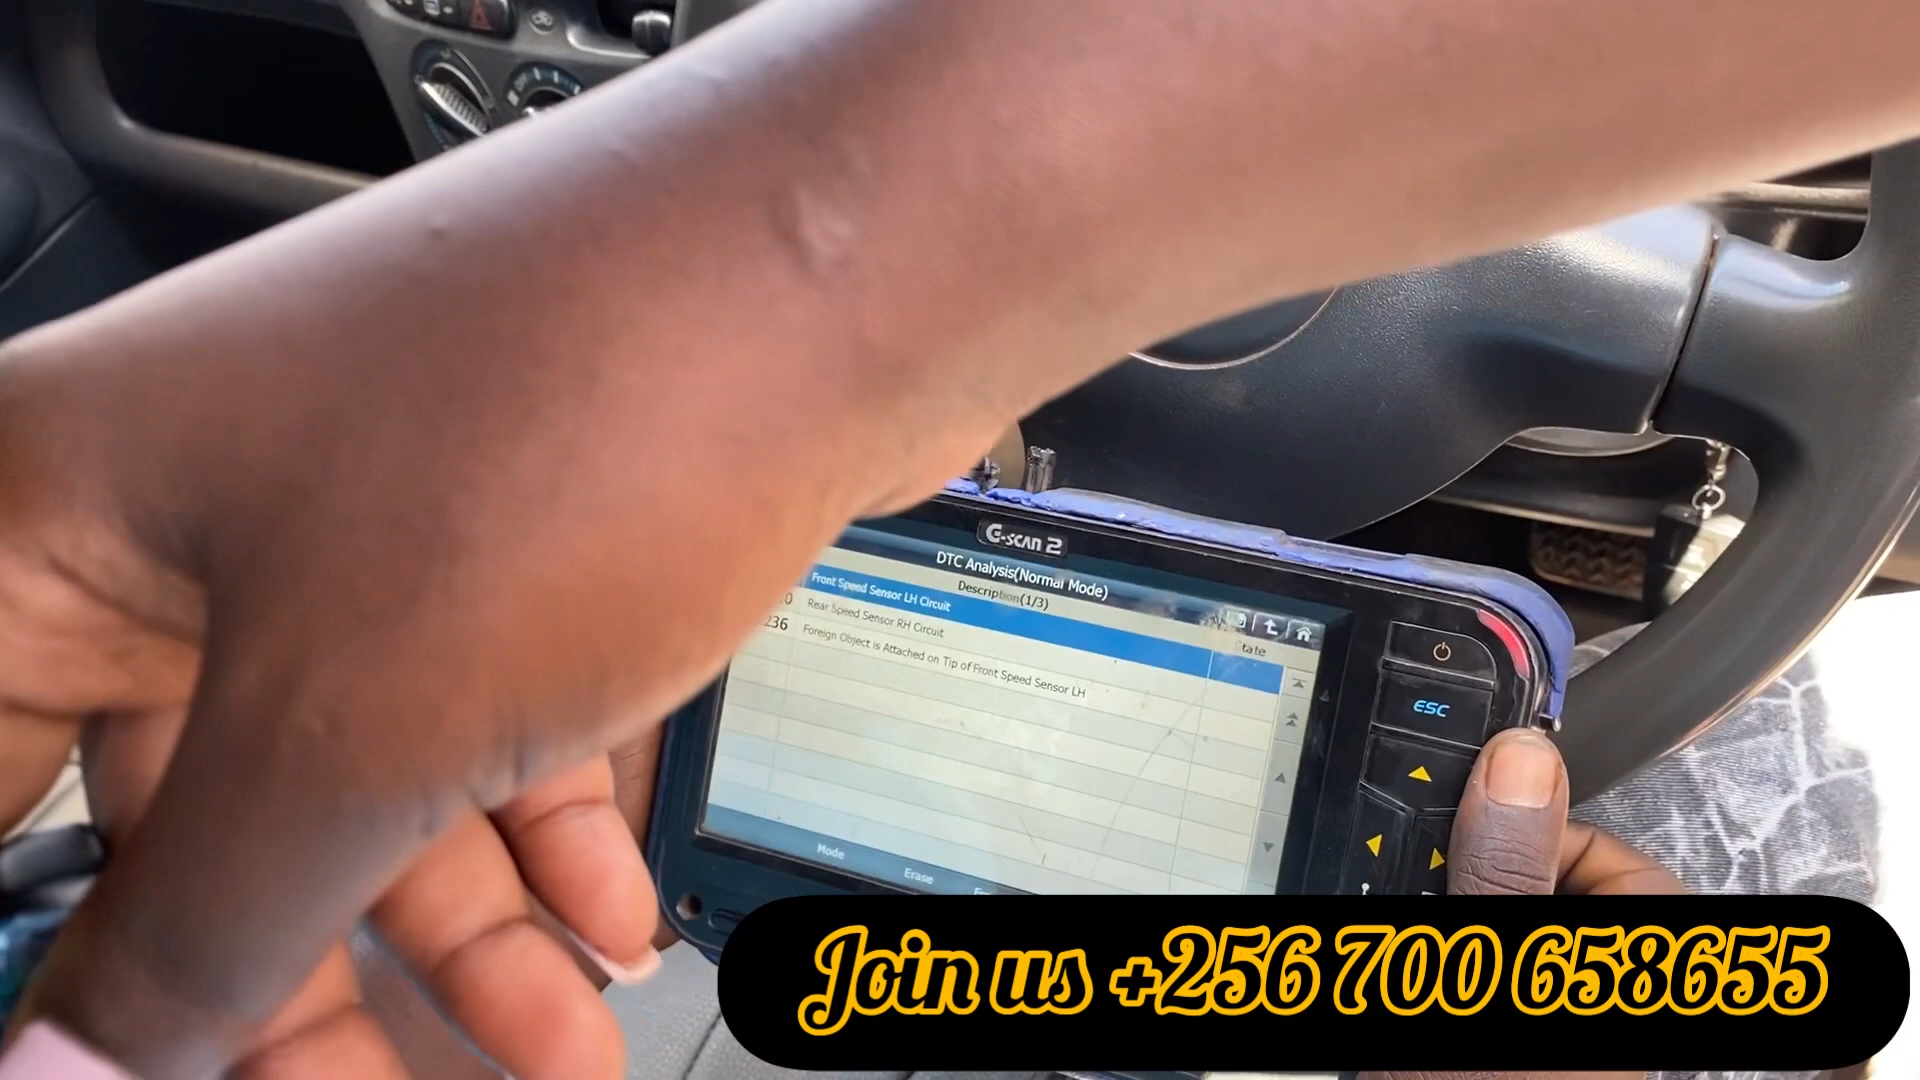 G-scan 2
DTC Analysis(Normal Mode)
Description(1/3)
Front Speed Sensor LH Circuit
Rear Speed Sensor RH Circuit
236 Foreign Object is Attached on Tip of Front Speed Sensor LH
Mode
Erase
ESC
Join us +256 700 658655